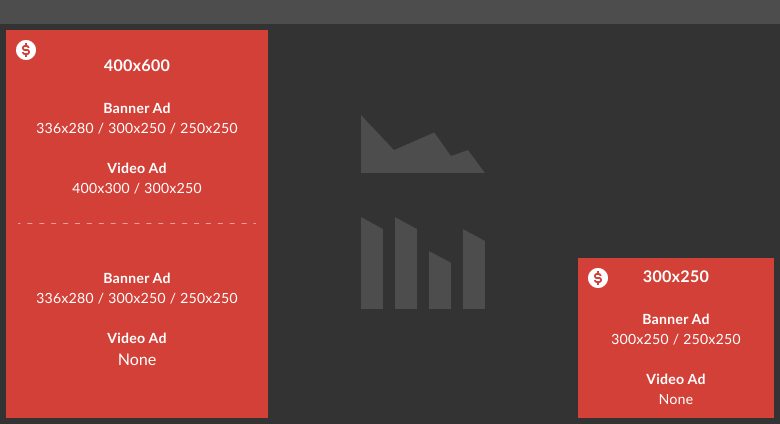 $
400x600
Banner Ad
336x280 / 300x250 / 250x250
Video Ad
400x300 / 300x250
Banner Ad
336x280 / 300x250 / 250x250
Video Ad
None
$
300x250
Banner Ad
300x250 / 250x250
Video Ad
None